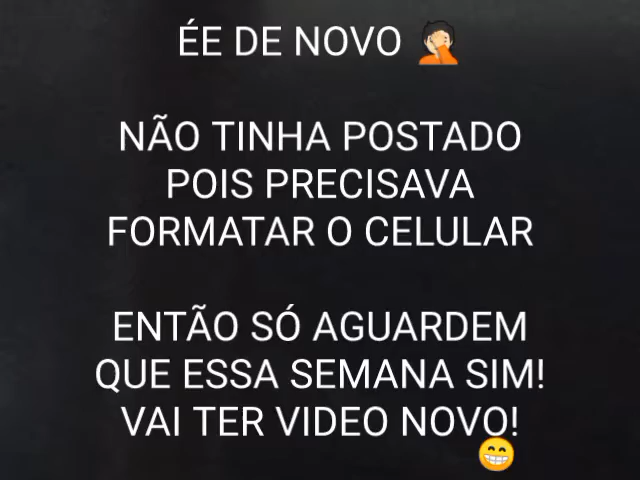 ÉE DE NOVO 🤦🏻
NÃO TINHA POSTADO
POIS PRECISAVA
FORMATAR O CELULAR
ENTÃO SÓ AGUARDEM
QUE ESSA SEMANA SIM!
VAI TER VIDEO NOVO!
😁